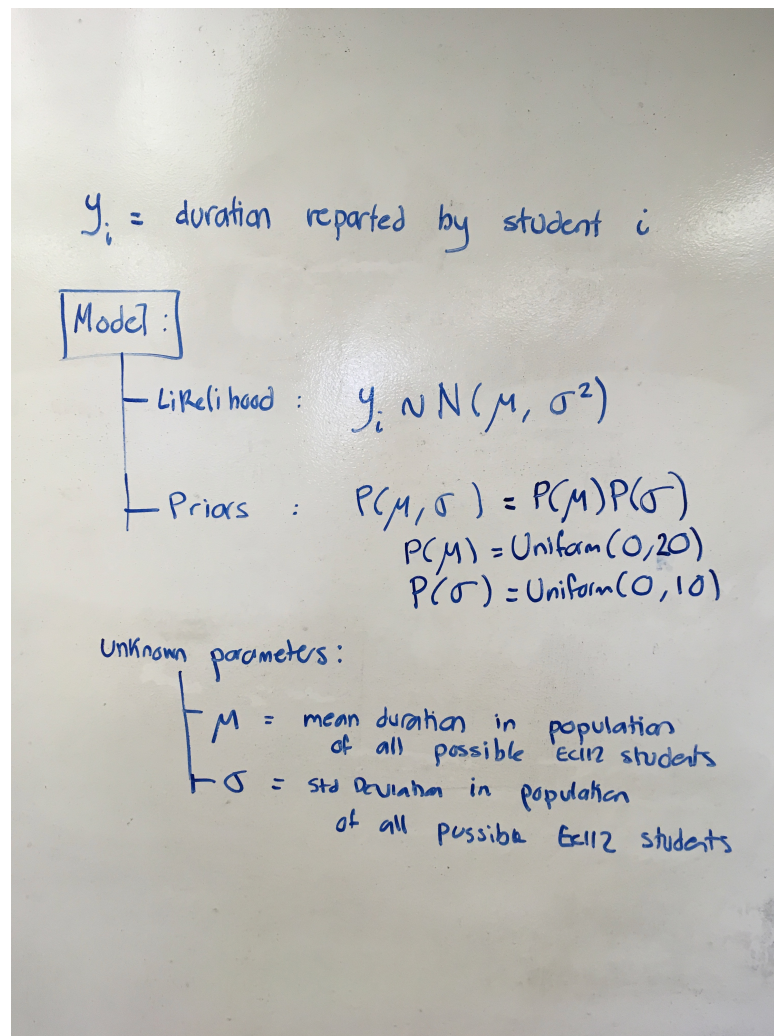 yᵢ = duration reported by student i
Model :
Likelihood : yᵢ ~ N(μ, σ²)
Priors : P(μ, σ) = P(μ)P(σ)
P(μ) = Uniform(0,20)
P(σ) = Uniform(0,10)
Unknown parameters:
μ = mean duration in population
of all possible Ec112 students
σ = std Deviation in population
of all possible Ec112 students